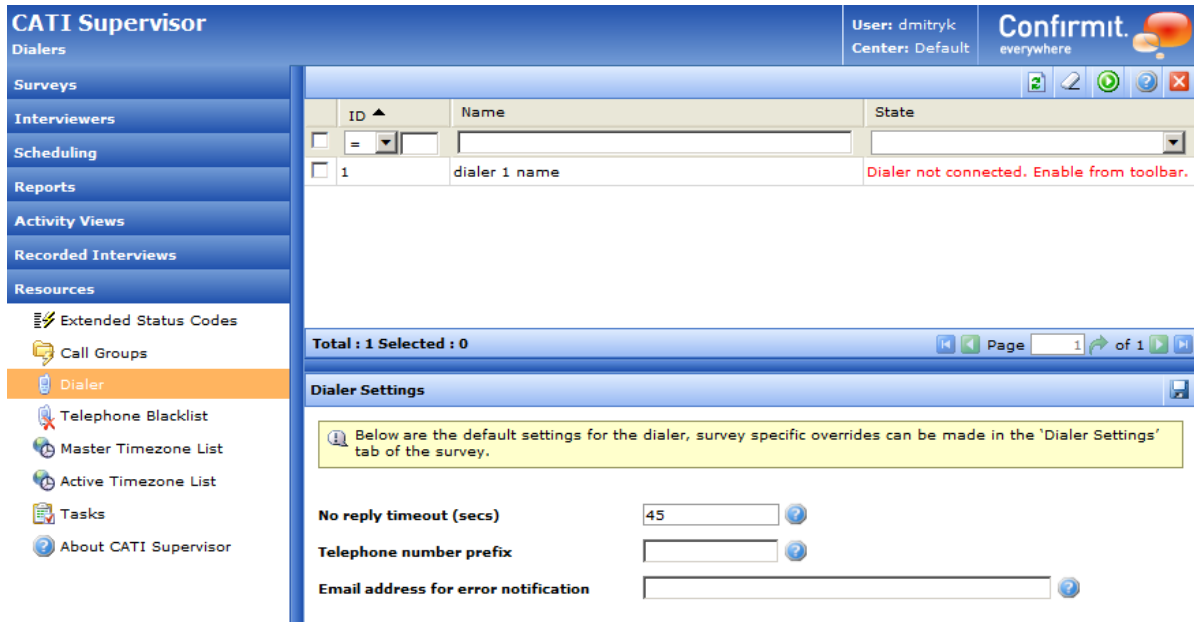 CATI Supervisor
Dialers
User: dmitryk
Center: Default
Confirmit.
everywhere
Surveys
Interviewers
Scheduling
Reports
Activity Views
Recorded Interviews
Resources
Extended Status Codes
Call Groups
Dialer
Telephone Blacklist
Master Timezone List
Active Timezone List
Tasks
About CATI Supervisor
ID Name State
=
1 dialer 1 name Dialer not connected. Enable from toolbar.
Total : 1 Selected : 0 Page 1 of 1
Dialer Settings
Below are the default settings for the dialer, survey specific overrides can be made in the `Dialer Settings'
tab of the survey.
No reply timeout (secs) 45
Telephone number prefix
Email address for error notification